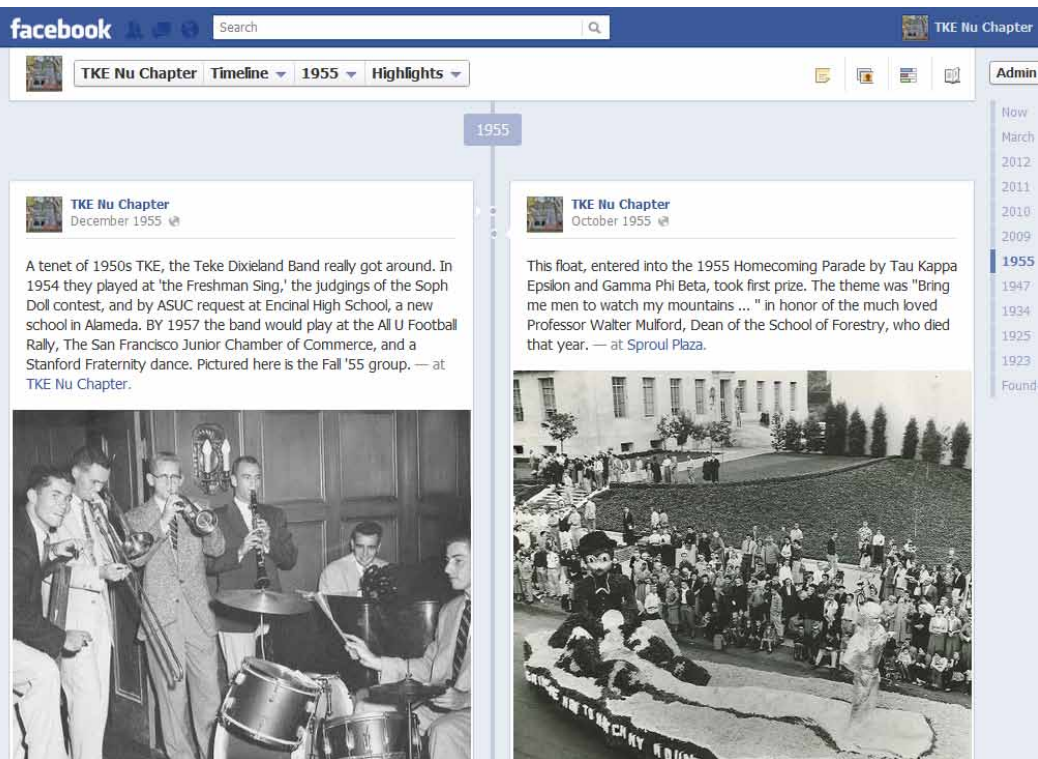 facebook
Search
TKE Nu Chapter
TKE Nu Chapter Timeline 1955 Highlights
Admin
Now
March
2012
2011
2010
2009
1955
1947
1934
1925
1923
Found
1955
TKE Nu Chapter
December 1955
A tenet of 1950s TKE, the Teke Dixieland Band really got around. In
1954 they played at 'the Freshman Sing,' the judgings of the Soph
Doll contest, and by ASUC request at Encinal High School, a new
school in Alameda. BY 1957 the band would play at the All U Football
Rally, The San Francisco Junior Chamber of Commerce, and a
Stanford Fraternity dance. Pictured here is the Fall '55 group. — at
TKE Nu Chapter.
TKE Nu Chapter
October 1955
This float, entered into the 1955 Homecoming Parade by Tau Kappa
Epsilon and Gamma Phi Beta, took first prize. The theme was "Bring
me men to watch my mountains ... " in honor of the much loved
Professor Walter Mulford, Dean of the School of Forestry, who died
that year. — at Sproul Plaza.